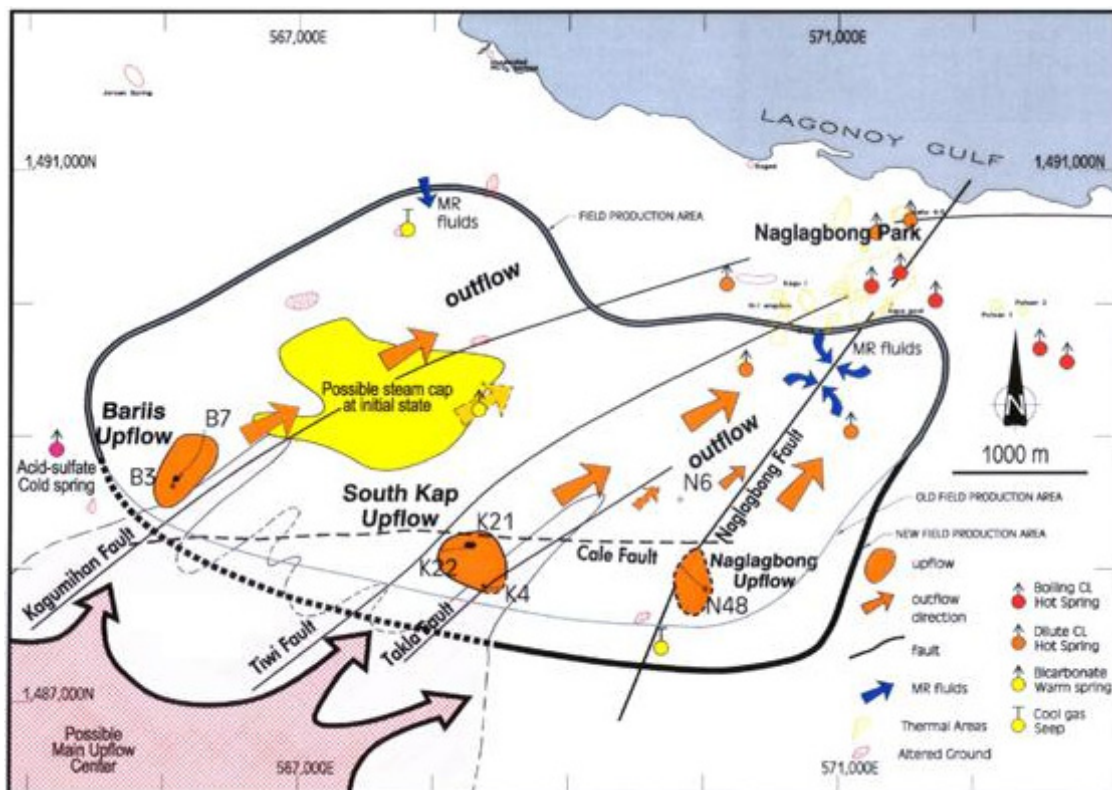 567,000E
571,000E
Joroan Spring
LAGONOY GULF
1,491,000N
1,491,000N
MR
fluids
FIELD PRODUCTION AREA
Naglagbong Park
outflow
MR fluids
Possible steam cap
at initial state
Bariis
Upflow
B7
B3
Acid-sulfate
Cold spring
N
1000 m
South Kap
Upflow
outflow
N6
Naglagbong Fault
K21
K22
K4
Cale Fault
Naglagbong
Upflow
N48
Kagumihan Fault
Tiwi Fault
Takla Fault
OLD FIELD PRODUCTION AREA
NEW FIELD PRODUCTION AREA
upflow
outflow
direction
fault
MR fluids
Thermal Areas
Altered Ground
Boiling CL
Hot Spring
Dilute CL
Hot Spring
Bicarbonate
Warm spring
Cool gas
Seep
1,487,000N
Possible
Main Upflow
Center
567,000E
571,000E